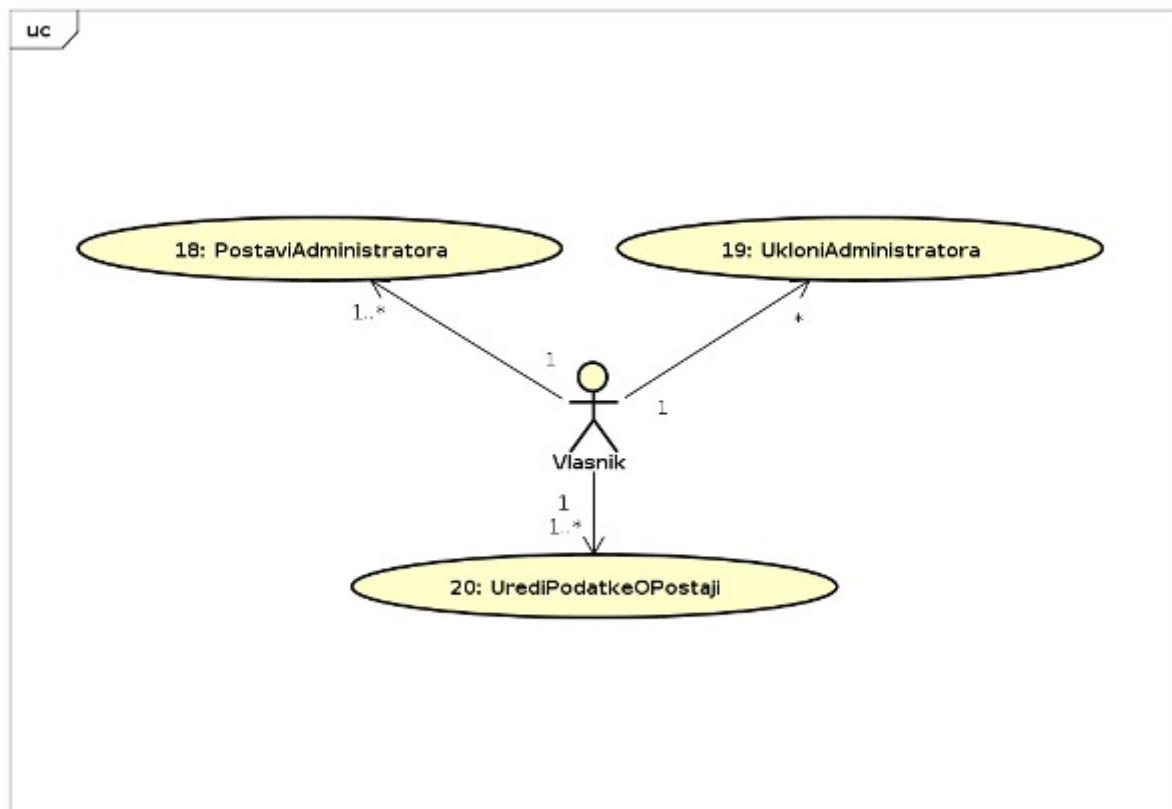 uc
18: PostaviAdministratora
19: UkloniAdministratora
1..*
*
1
1
Vlasnik
1
1..*
20: UrediPodatkeOPostaji